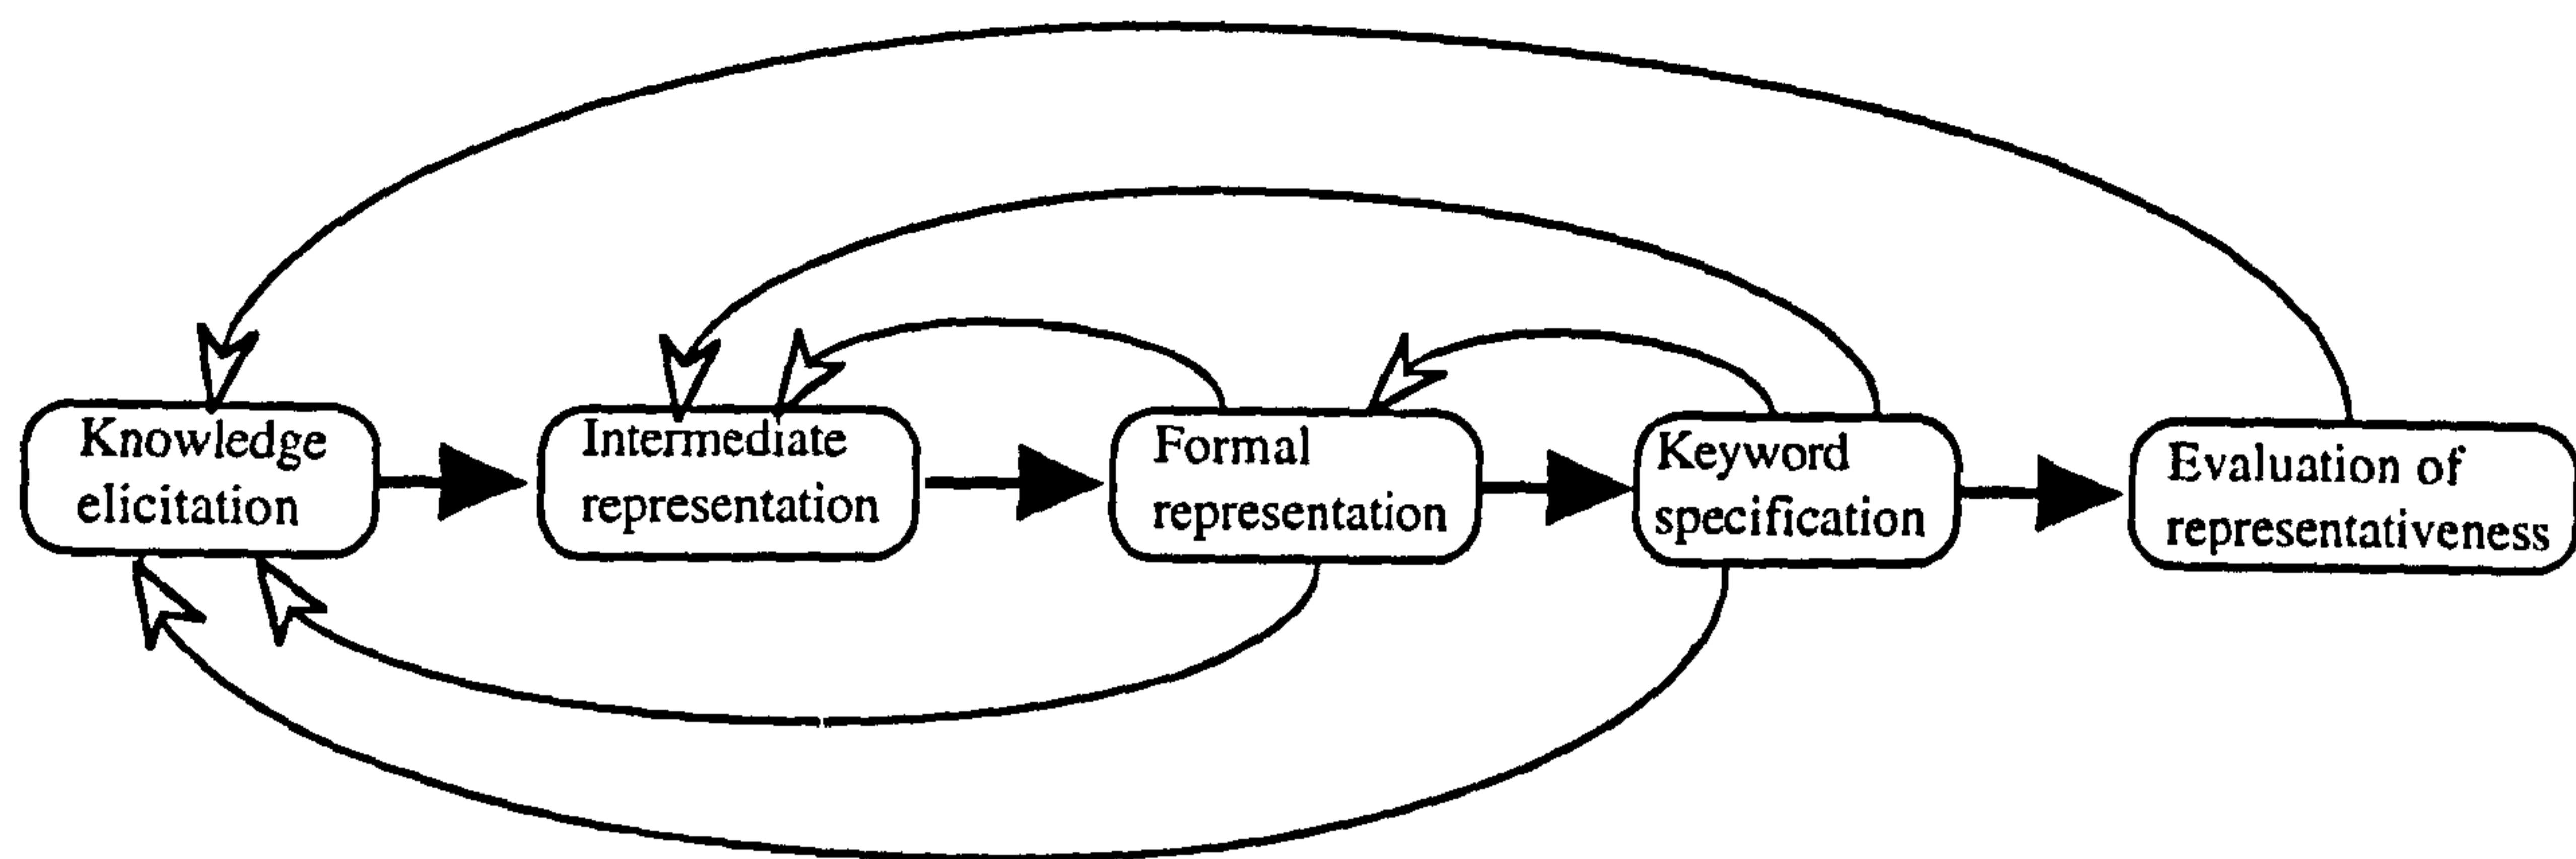 Knowledge
elicitation
Intermediate
representation
Formal
representation
Keyword
specification
Evaluation of
representativeness